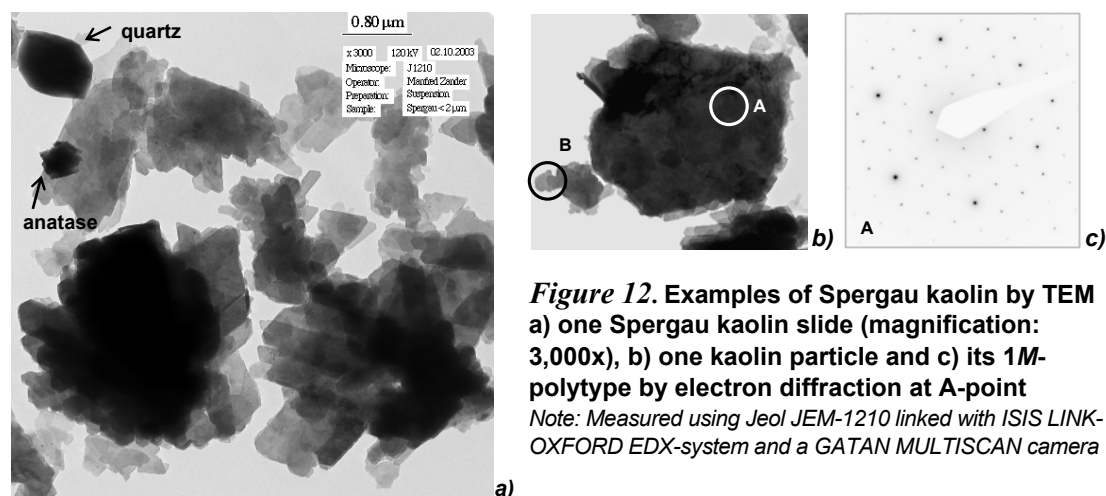 quartz
anatase
0.80 µm
x 3000 120 kV 02.10.2003
Microscope: J1210
Operator: Manfred Zander
Preparation: Suspension
Sample: Spergau < 2 µm
a)
A
B
b)
A
c)
Figure 12. Examples of Spergau kaolin by TEM
a) one Spergau kaolin slide (magnification:
3,000x), b) one kaolin particle and c) its 1M-
polytype by electron diffraction at A-point
Note: Measured using Jeol JEM-1210 linked with ISIS LINK-
OXFORD EDX-system and a GATAN MULTISCAN camera